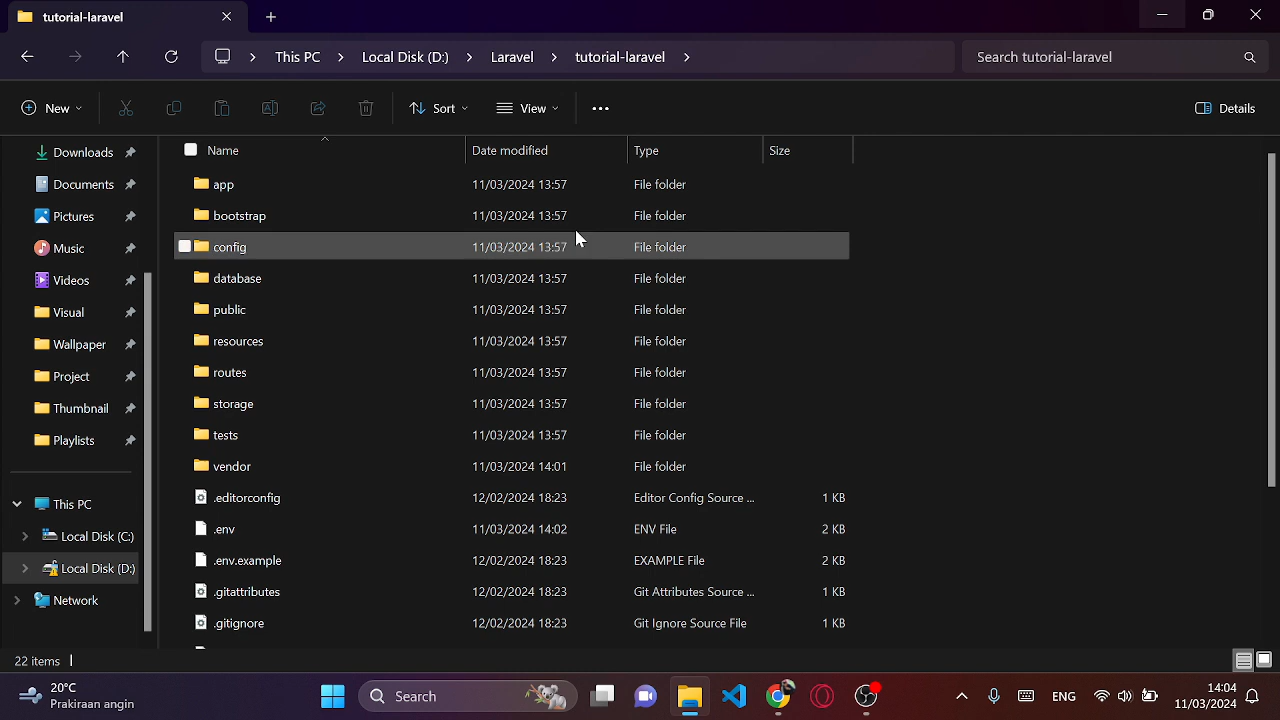 tutorial-laravel
This PC Local Disk (D:) Laravel tutorial-laravel
Search tutorial-laravel
New Sort View Details
Name Date modified Type Size
Downloads
Documents
Pictures
Music
Videos
Visual
Wallpaper
Project
Thumbnail
Playlists
This PC
Local Disk (C:)
Local Disk (D:)
Network
app 11/03/2024 13:57 File folder
bootstrap 11/03/2024 13:57 File folder
config 11/03/2024 13:57 File folder
database 11/03/2024 13:57 File folder
public 11/03/2024 13:57 File folder
resources 11/03/2024 13:57 File folder
routes 11/03/2024 13:57 File folder
storage 11/03/2024 13:57 File folder
tests 11/03/2024 13:57 File folder
vendor 11/03/2024 14:01 File folder
.editorconfig 12/02/2024 18:23 Editor Config Source ... 1 KB
.env 11/03/2024 14:02 ENV File 2 KB
.env.example 12/02/2024 18:23 EXAMPLE File 2 KB
.gitattributes 12/02/2024 18:23 Git Attributes Source ... 1 KB
.gitignore 12/02/2024 18:23 Git Ignore Source File 1 KB
22 items
20°C
Prakiraan angin
Search
ENG
14:04
11/03/2024